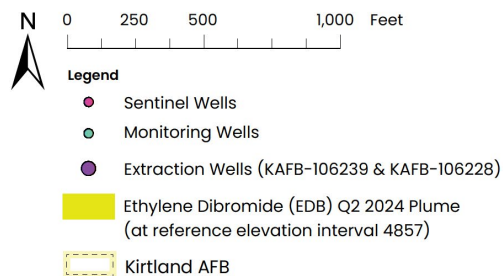 N
0 250 500 1,000 Feet
Legend
Sentinel Wells
Monitoring Wells
Extraction Wells (KAFB-106239 & KAFB-106228)
Ethylene Dibromide (EDB) Q2 2024 Plume
(at reference elevation interval 4857)
Kirtland AFB